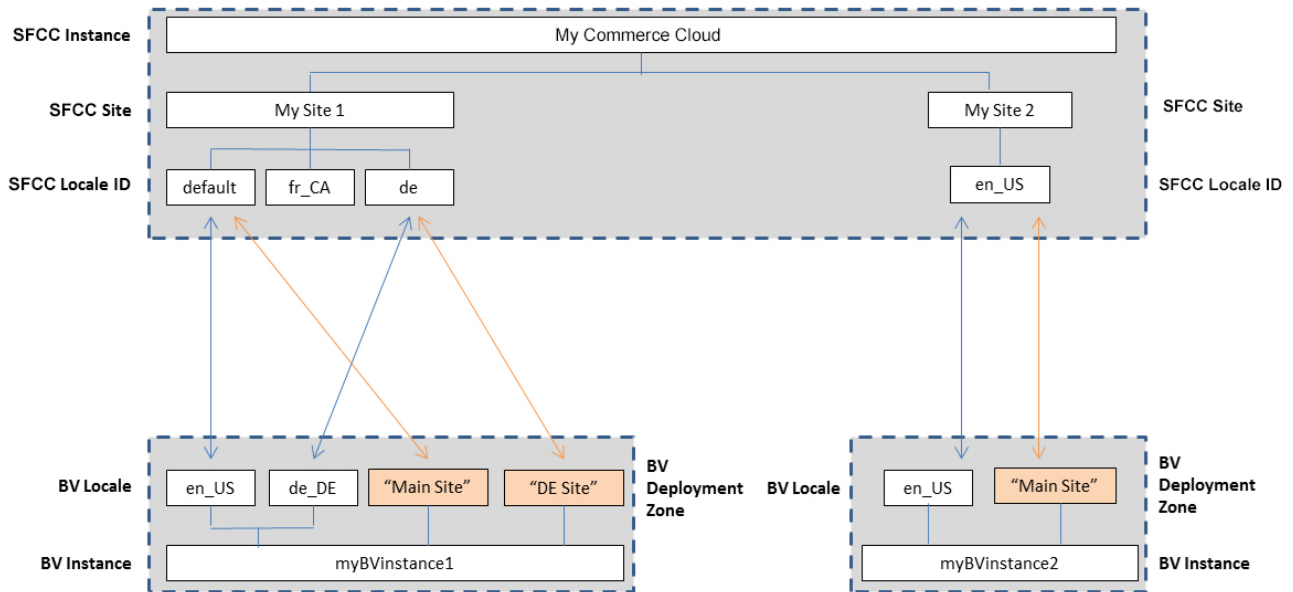 SFCC Instance
My Commerce Cloud
SFCC Site
My Site 1
My Site 2
SFCC Site
SFCC Locale ID
default
fr_CA
de
en_US
SFCC Locale ID
BV Locale
en_US
de_DE
“Main Site”
“DE Site”
BV
Deployment
Zone
BV Locale
en_US
“Main Site”
BV
Deployment
Zone
BV Instance
myBVinstance1
myBVinstance2
BV Instance